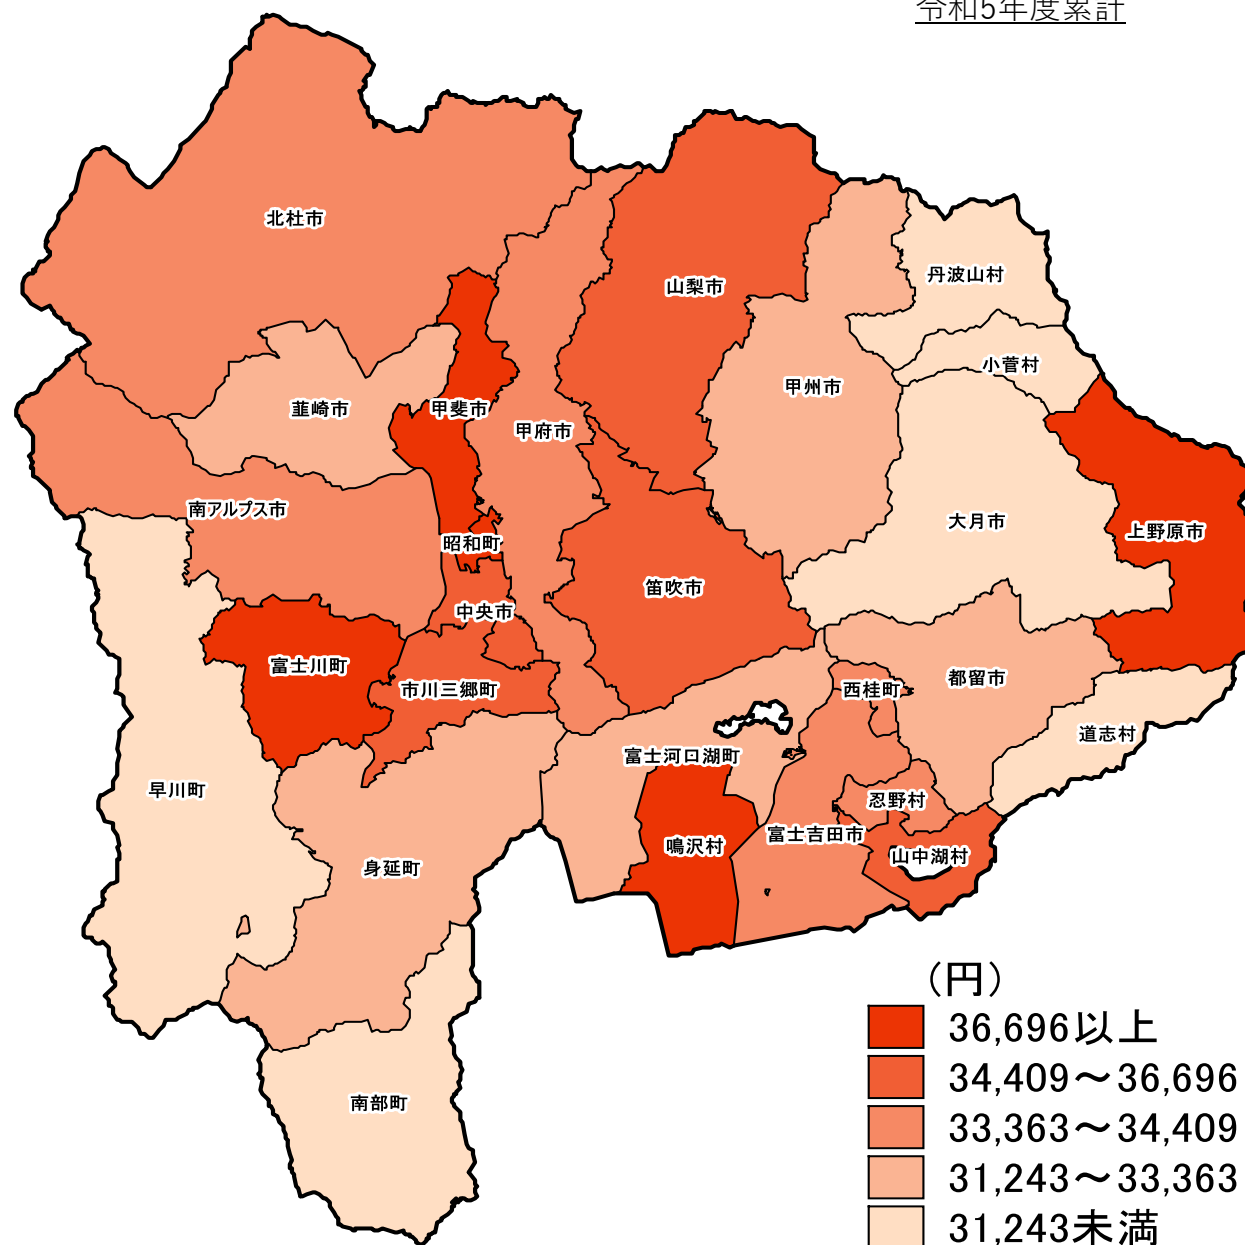 令和5年度累計
北杜市
丹波山村
山梨市
小菅村
甲州市
韮崎市
甲斐市
甲府市
南アルプス市
大月市
上野原市
昭和町
笛吹市
中央市
富士川町
市川三郷町
西桂町
都留市
道志村
富士河口湖町
早川町
忍野村
富士吉田市
鳴沢村
山中湖村
身延町
南部町
（円）
36,696以上
34,409～36,696
33,363～34,409
31,243～33,363
31,243未満